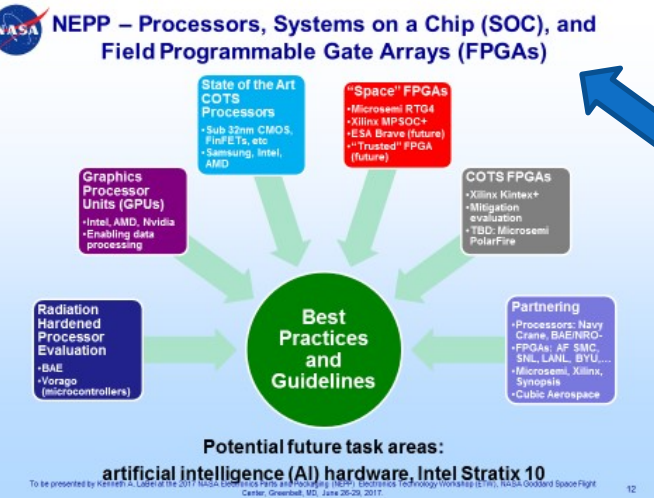 NASA
NEPP – Processors, Systems on a Chip (SOC), and
Field Programmable Gate Arrays (FPGAs)
State of the Art
COTS
Processors
•Sub 32nm CMOS,
FinFETs, etc
•Samsung, Intel,
AMD
“Space” FPGAs
•Microsemi RTG4
•Xilinx MPSOC+
•ESA Brave (future)
•“Trusted” FPGA
(future)
Graphics
Processor
Units (GPUs)
•Intel, AMD, Nvidia
•Enabling data
processing
COTS FPGAs
•Xilinx Kintex+
•Mitigation
evaluation
•TBD: Microsemi
PolarFire
Radiation
Hardened
Processor
Evaluation
•BAE
•Vorago
(microcontrollers)
Best
Practices
and
Guidelines
Partnering
•Processors: Navy
Crane, BAE/NRO-
•FPGAs: AF SMC,
SNL, LANL, BYU,…
•Microsemi, Xilinx,
Synopsis
•Cubic Aerospace
Potential future task areas:
artificial intelligence (AI) hardware, Intel Stratix 10
To be presented by Kenneth A. LaBel at the 2017 NASA Electronics Parts and Packaging (NEPP) Electronics Technology Workshop (ETW), NASA Goddard Space Flight
Center, Greenbelt, MD, June 26-29, 2017.
12